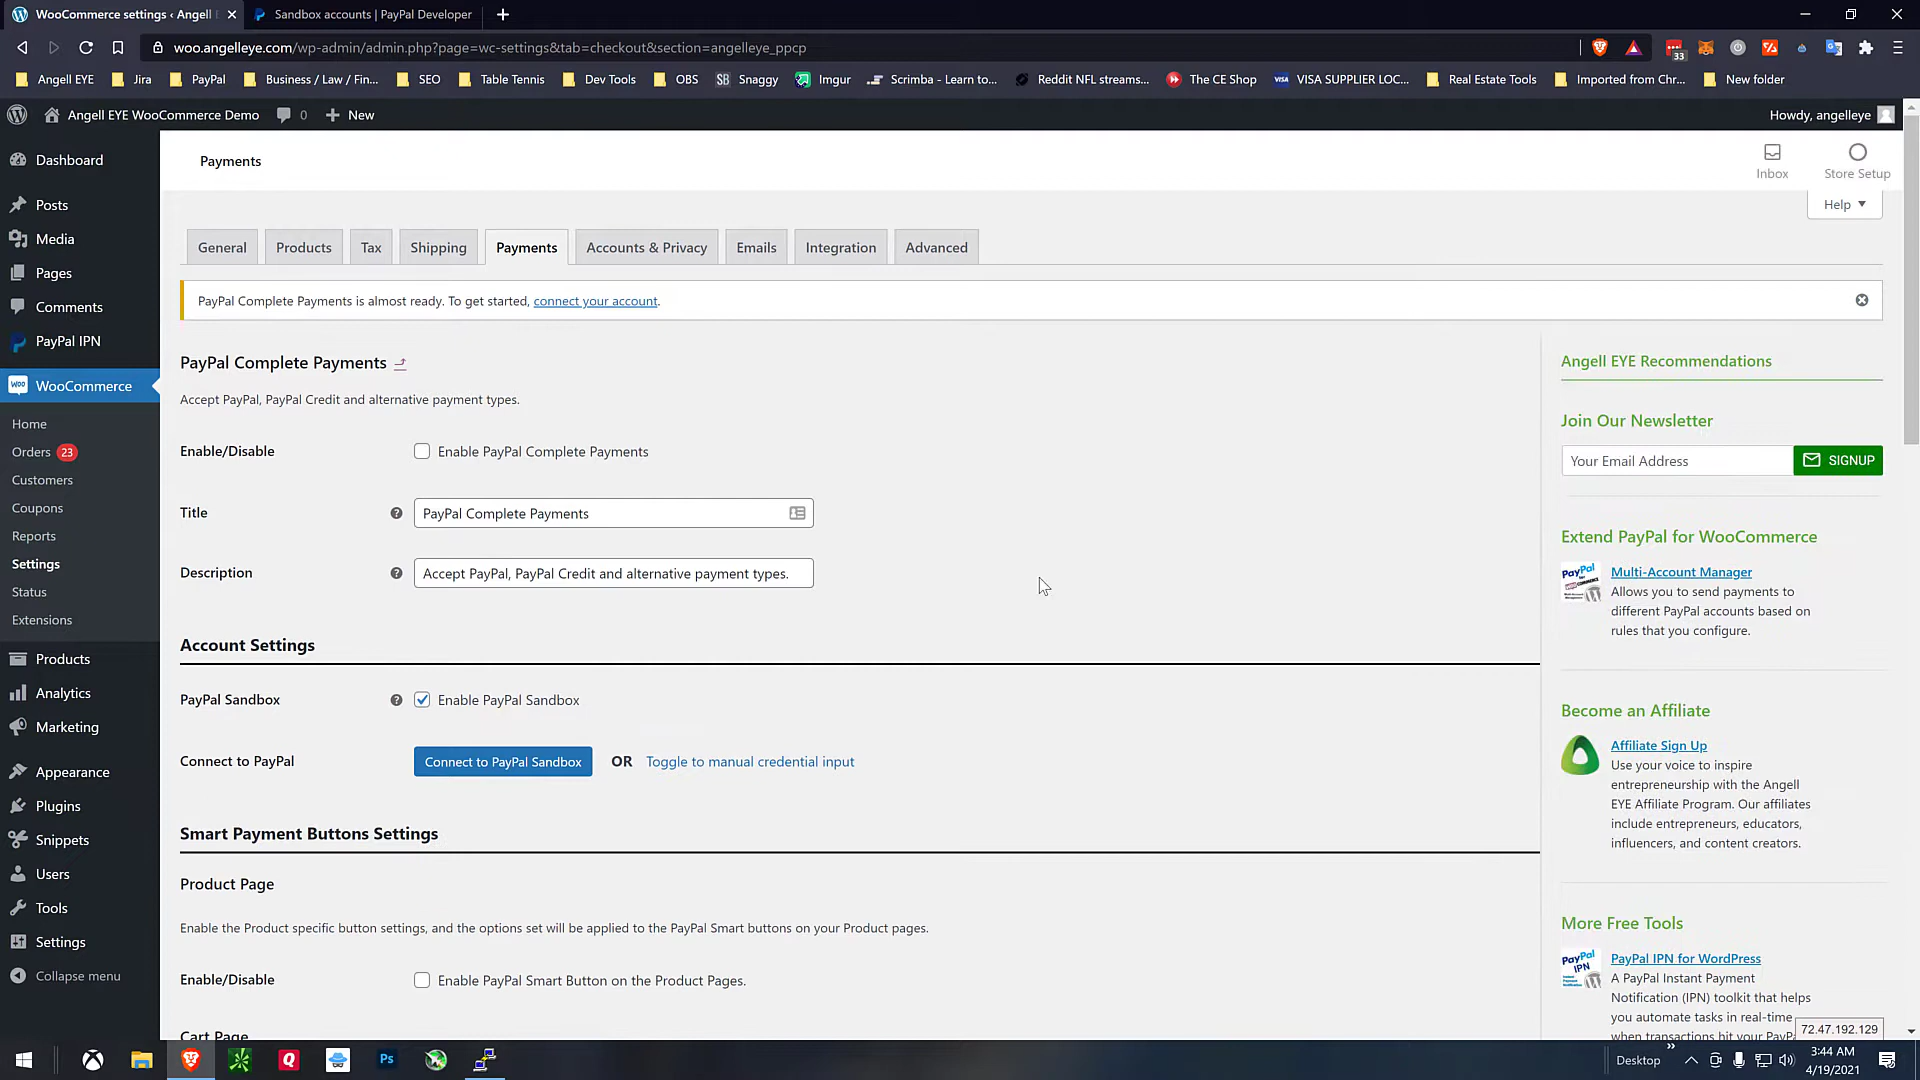 WooCommerce settings ‹ Angell E
Sandbox accounts | PayPal Developer
woo.angelleye.com/wp-admin/admin.php?page=wc-settings&tab=checkout&section=angelleye_ppcp
33
Angell EYE
Jira
PayPal
Business / Law / Fin...
SEO
Table Tennis
Dev Tools
OBS
SB Snaggy
Imgur
Scrimba - Learn to...
Reddit NFL streams...
The CE Shop
VISA VISA SUPPLIER LOC...
Real Estate Tools
Imported from Chr...
New folder
Angell EYE WooCommerce Demo
0
New
Howdy, angelleye
Dashboard
Posts
Media
Pages
Comments
PayPal IPN
WooCommerce
Home
Orders 23
Customers
Coupons
Reports
Settings
Status
Extensions
Products
Analytics
Marketing
Appearance
Plugins
Snippets
Users
Tools
Settings
Collapse menu
Payments
Inbox
Store Setup
Help
General
Products
Tax
Shipping
Payments
Accounts & Privacy
Emails
Integration
Advanced
PayPal Complete Payments is almost ready. To get started, connect your account.
PayPal Complete Payments
Accept PayPal, PayPal Credit and alternative payment types.
Enable/Disable
Enable PayPal Complete Payments
Title
PayPal Complete Payments
Description
Accept PayPal, PayPal Credit and alternative payment types.
Account Settings
PayPal Sandbox
Enable PayPal Sandbox
Connect to PayPal
Connect to PayPal Sandbox
OR
Toggle to manual credential input
Smart Payment Buttons Settings
Product Page
Enable the Product specific button settings, and the options set will be applied to the PayPal Smart buttons on your Product pages.
Enable/Disable
Enable PayPal Smart Button on the Product Pages.
Cart Page
Angell EYE Recommendations
Join Our Newsletter
Your Email Address
SIGNUP
Extend PayPal for WooCommerce
Multi-Account Manager
Allows you to send payments to
different PayPal accounts based on
rules that you configure.
Become an Affiliate
Affiliate Sign Up
Use your voice to inspire
entrepreneurship with the Angell
EYE Affiliate Program. Our affiliates
include entrepreneurs, educators,
influencers, and content creators.
More Free Tools
PayPal IPN
PayPal IPN for WordPress
A PayPal Instant Payment
Notification (IPN) toolkit that helps
you automate tasks in real-time
when transactions hit your PayPa
72.47.192.129
Desktop
3:44 AM
4/19/2021